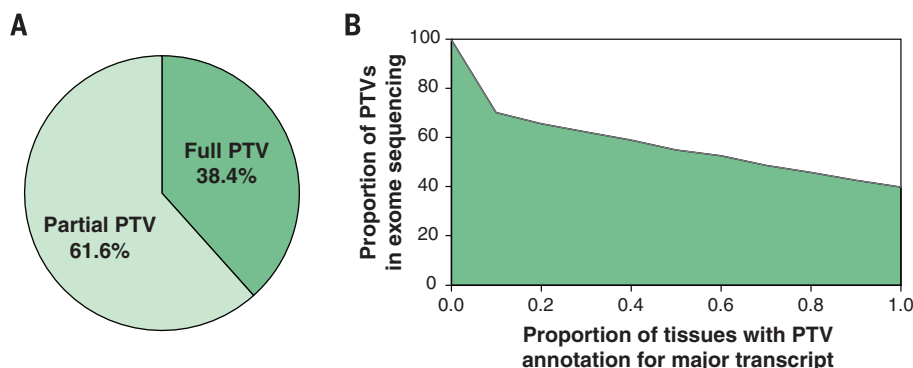 A
Full PTV
38.4%
Partial PTV
61.6%
B
Proportion of PTVs
in exome sequencing
100
80
60
40
20
0
0.0
0.2
0.4
0.6
0.8
1.0
Proportion of tissues with PTV
annotation for major transcript